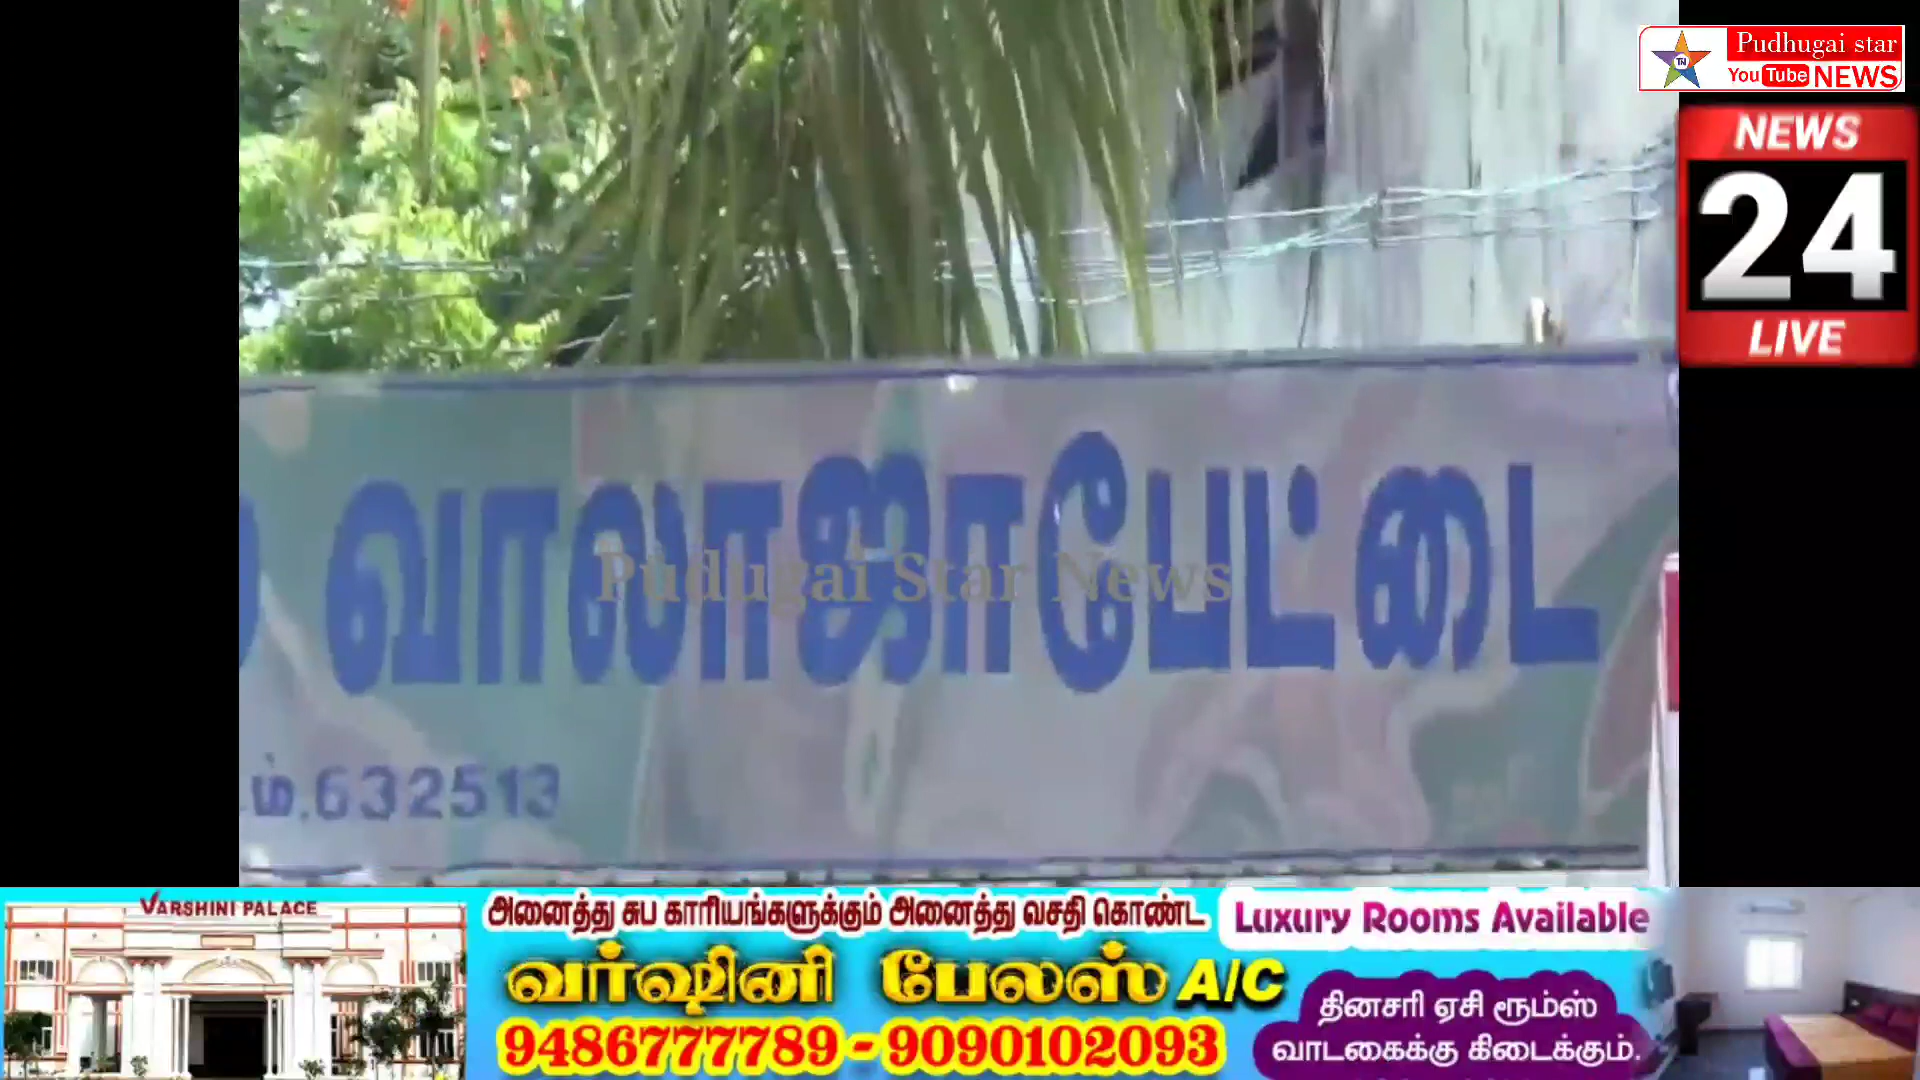 Pudhugai star
You Tube NEWS
TN
NEWS
24
LIVE
வாலாஜாபேட்டை
Pudugai Star News
ம்.632513
VARSHINI PALACE
அனைத்து சுப காரியங்களுக்கும் அனைத்து வசதி கொண்ட
Luxury Rooms Available
வர்ஷினி பேலஸ் A/C
9486777789 - 9090102093
தினசரி ஏசி ரூம்ஸ்
வாடகைக்கு கிடைக்கும்.